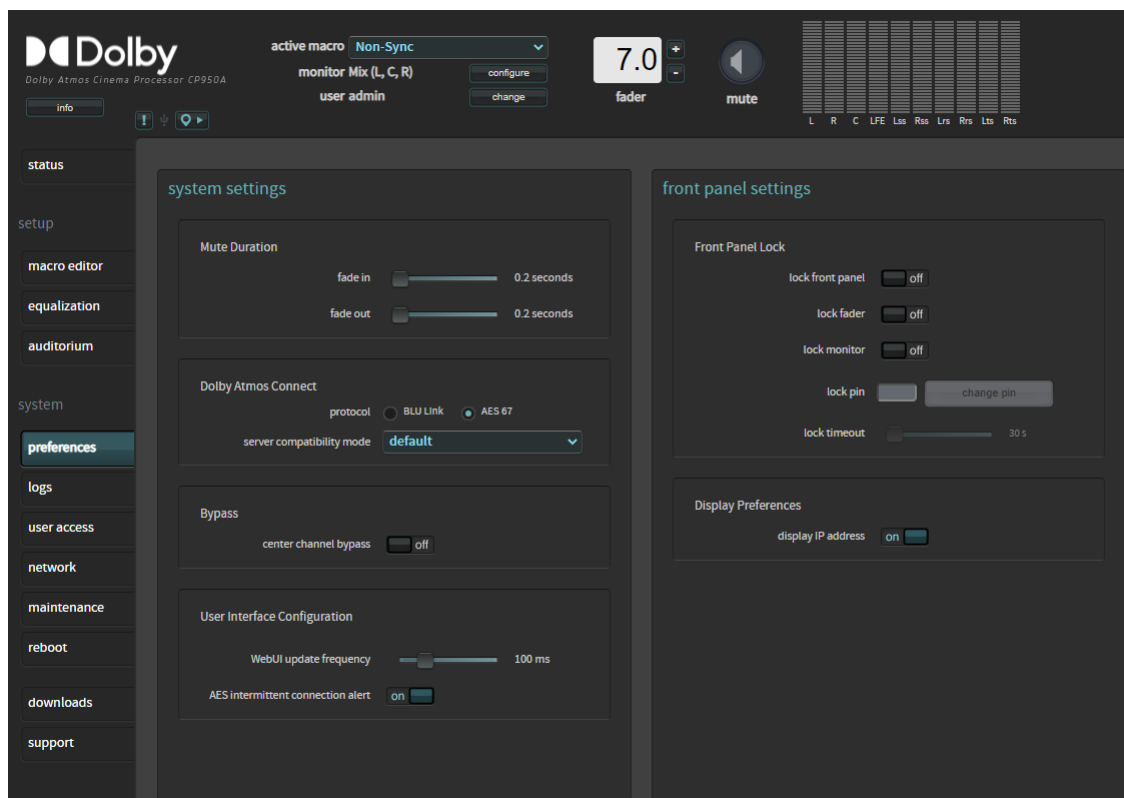 Dolby
Dolby Atmos Cinema Processor CP950A
info
active macro Non-Sync
monitor Mix (L, C, R) configure
user admin change
7.0 + -
fader
mute
L R C LFE Lss Rss Lrs Rrs Lts Rts
status
setup
macro editor
equalization
auditorium
system
preferences
logs
user access
network
maintenance
reboot
downloads
support
system settings
Mute Duration
fade in 0.2 seconds
fade out 0.2 seconds
Dolby Atmos Connect
protocol BLU Link AES 67
server compatibility mode default
Bypass
center channel bypass off
User Interface Configuration
WebUI update frequency 100 ms
AES intermittent connection alert on
front panel settings
Front Panel Lock
lock front panel off
lock fader off
lock monitor off
lock pin change pin
lock timeout 30 s
Display Preferences
display IP address on